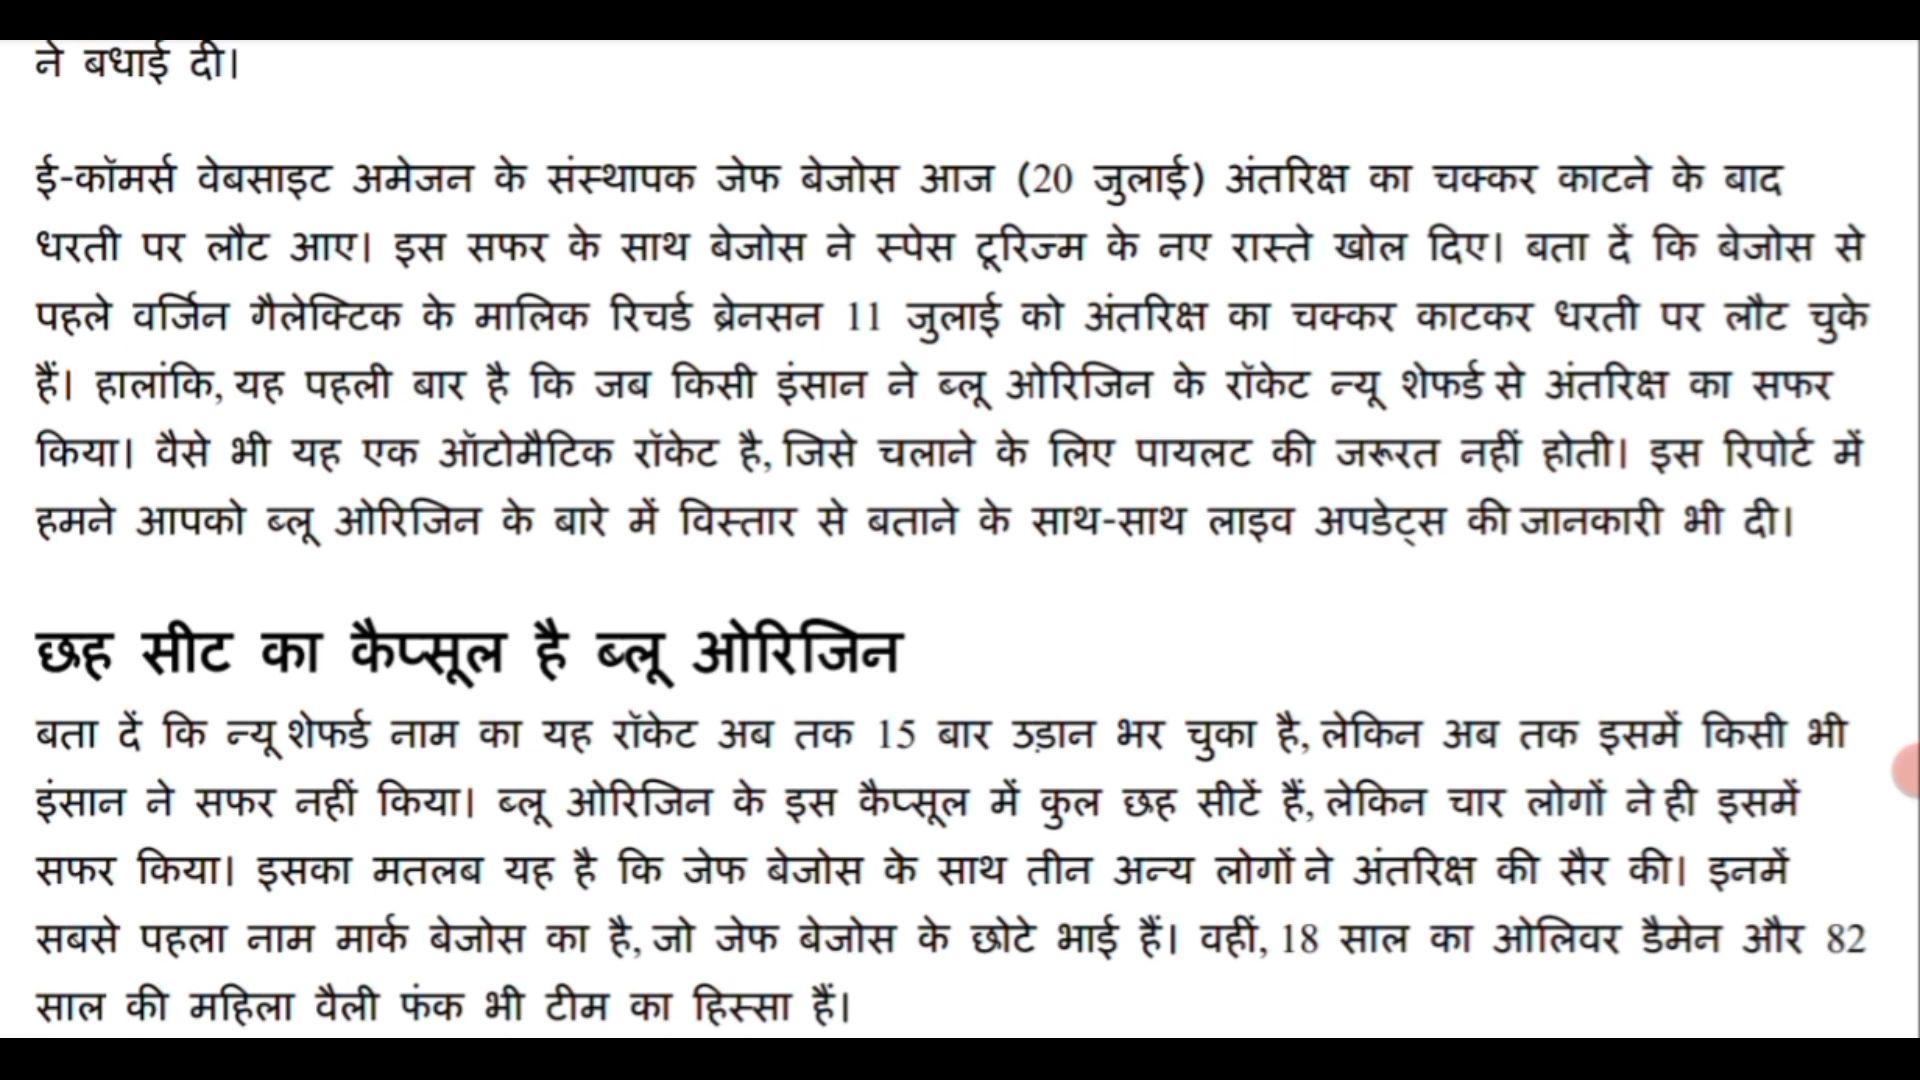 ने बधाई दी।
ई-कॉमर्स वेबसाइट अमेजन के संस्थापक जेफ बेजोस आज (20 जुलाई) अंतरिक्ष का चक्कर काटने के बाद
धरती पर लौट आए। इस सफर के साथ बेजोस ने स्पेस टूरिज्म के नए रास्ते खोल दिए। बता दें कि बेजोस से
पहले वर्जिन गैलेक्टिक के मालिक रिचर्ड ब्रेनसन 11 जुलाई को अंतरिक्ष का चक्कर काटकर धरती पर लौट चुके
हैं। हालांकि, यह पहली बार है कि जब किसी इंसान ने ब्लू ओरिजिन के रॉकेट न्यू शेफर्ड से अंतरिक्ष का सफर
किया। वैसे भी यह एक ऑटोमैटिक रॉकेट है, जिसे चलाने के लिए पायलट की जरूरत नहीं होती। इस रिपोर्ट में
हमने आपको ब्लू ओरिजिन के बारे में विस्तार से बताने के साथ-साथ लाइव अपडेट्स की जानकारी भी दी।
छह सीट का कैप्सूल है ब्लू ओरिजिन
बता दें कि न्यू शेफर्ड नाम का यह रॉकेट अब तक 15 बार उड़ान भर चुका है, लेकिन अब तक इसमें किसी भी
इंसान ने सफर नहीं किया। ब्लू ओरिजिन के इस कैप्सूल में कुल छह सीटें हैं, लेकिन चार लोगों ने ही इसमें
सफर किया। इसका मतलब यह है कि जेफ बेजोस के साथ तीन अन्य लोगों ने अंतरिक्ष की सैर की। इनमें
सबसे पहला नाम मार्क बेजोस का है, जो जेफ बेजोस के छोटे भाई हैं। वहीं, 18 साल का ओलिवर डैमेन और 82
साल की महिला वैली फंक भी टीम का हिस्सा हैं।